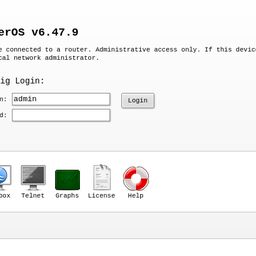 erOS v6.47.9
e connected to a router. Administrative access only. If this devic
cal network administrator.
ig Login:
n: admin Login
d:
box Telnet Graphs License Help